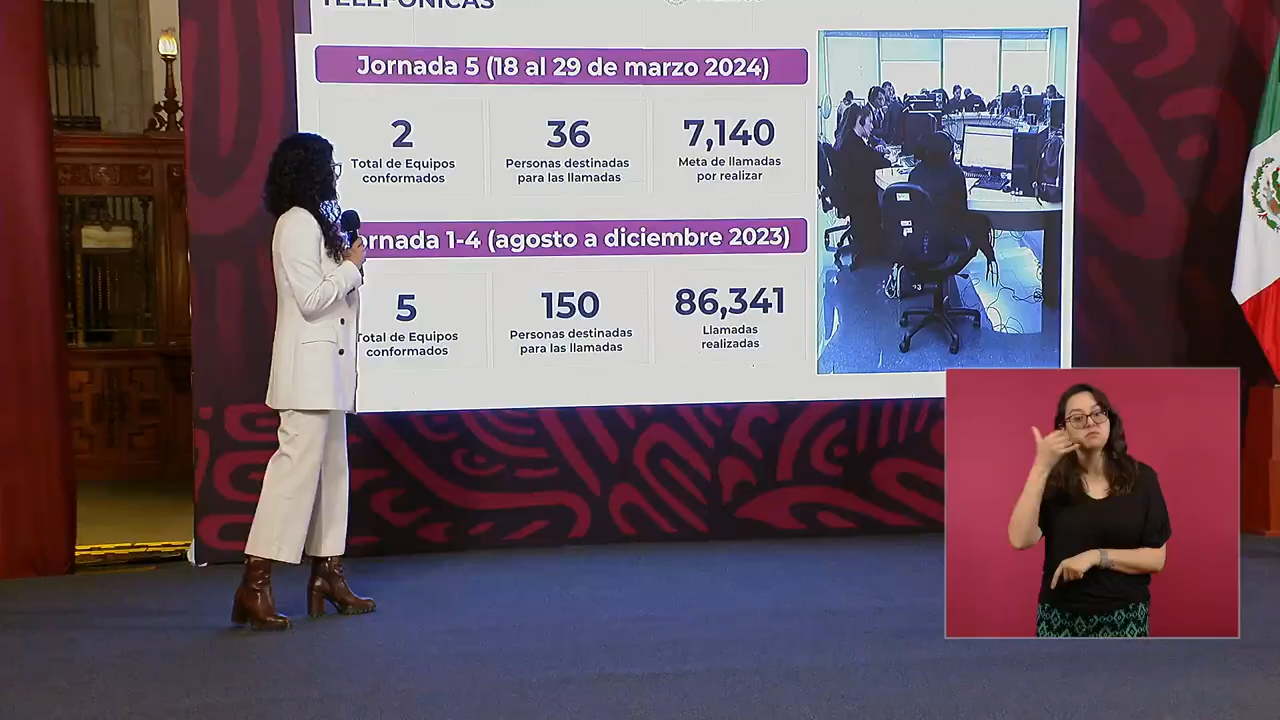 TELEFÓNICAS
Jornada 5 (18 al 29 de marzo 2024)
2
Total de Equipos
conformados
36
Personas destinadas
para las llamadas
7,140
Meta de llamadas
por realizar
ornada 1-4 (agosto a diciembre 2023)
5
Total de Equipos
conformados
150
Personas destinadas
para las llamadas
86,341
Llamadas
realizadas